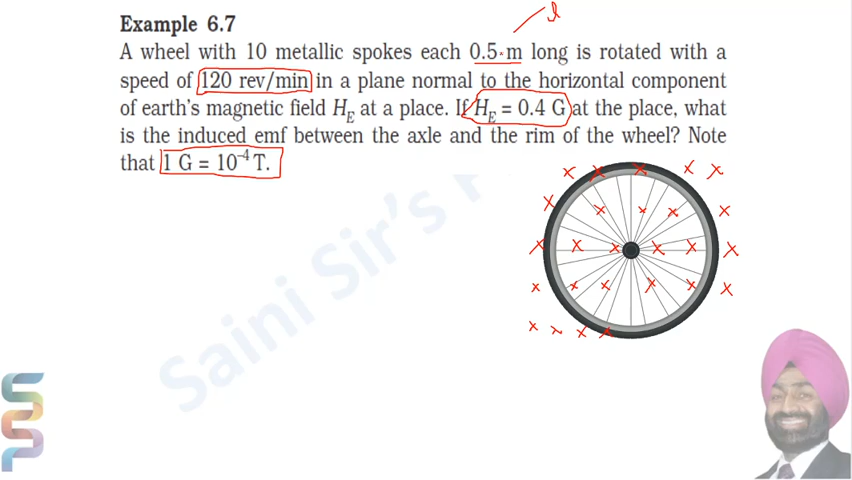 Example 6.7
l
A wheel with 10 metallic spokes each 0.5 m long is rotated with a
speed of 120 rev/min in a plane normal to the horizontal component
of earth's magnetic field H_E at a place. If H_E = 0.4 G at the place, what
is the induced emf between the axle and the rim of the wheel? Note
that 1 G = 10⁻⁴ T.
Saini Sir's